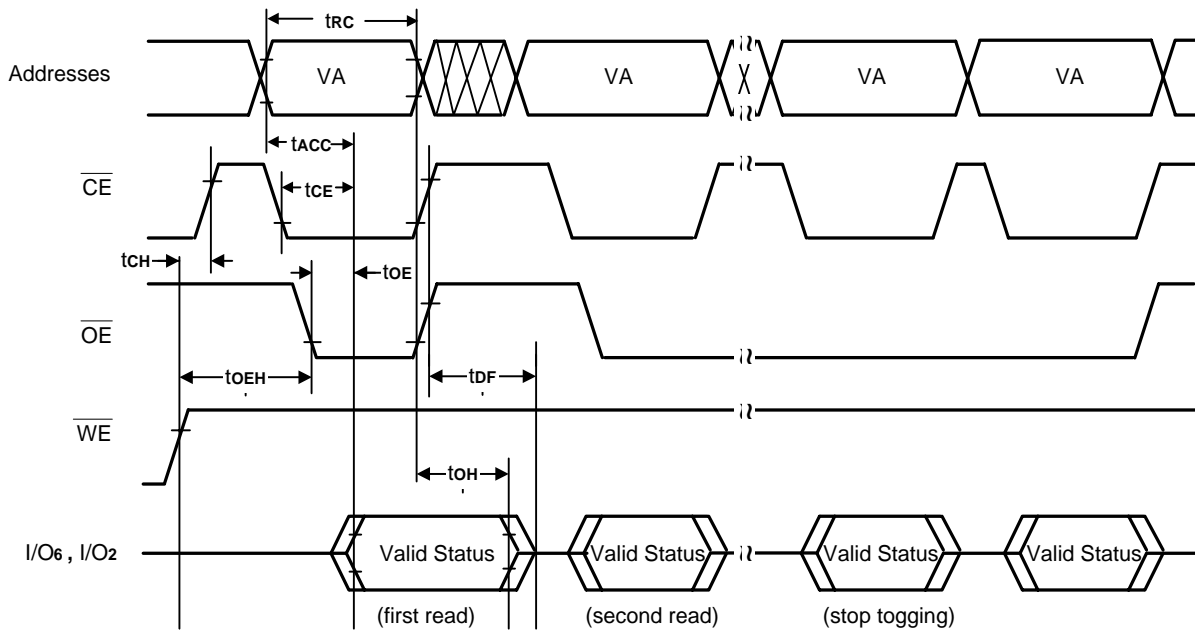 tRC
Addresses VA VA VA VA
tACC
CE
tCE
tCH
tOE
OE
tOEH
tDF
WE
tOH
I/O6 , I/O2 Valid Status Valid Status Valid Status Valid Status
(first read) (second read) (stop togging)